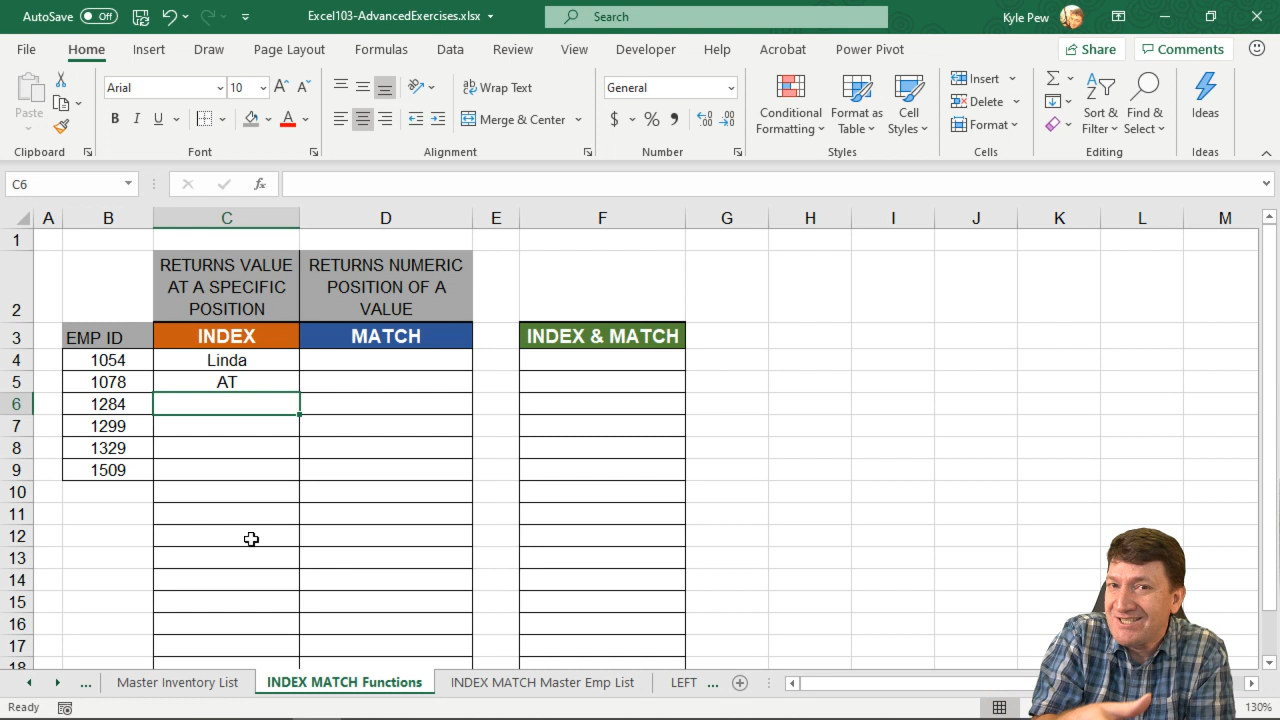 AutoSave Off Excel103-AdvancedExercises.xlsx Search Kyle Pew
File Home Insert Draw Page Layout Formulas Data Review View Developer Help Acrobat Power Pivot Share Comments
Paste Arial 10 Wrap Text General Conditional Formatting Format as Table Cell Styles Insert Sort & Filter Find & Select Ideas
B I U Merge & Center $ % Delete
Format
Clipboard Font Alignment Number Styles Cells Editing Ideas
C6 fx
A B C D E F G H I J K L M
1
2 RETURNS VALUE AT A SPECIFIC POSITION RETURNS NUMERIC POSITION OF A VALUE
3 EMP ID INDEX MATCH INDEX & MATCH
4 1054 Linda
5 1078 AT
6 1284
7 1299
8 1329
9 1509
10
11
12
13
14
15
16
17
18
... Master Inventory List INDEX MATCH Functions INDEX MATCH Master Emp List LEFT ...
Ready 130%